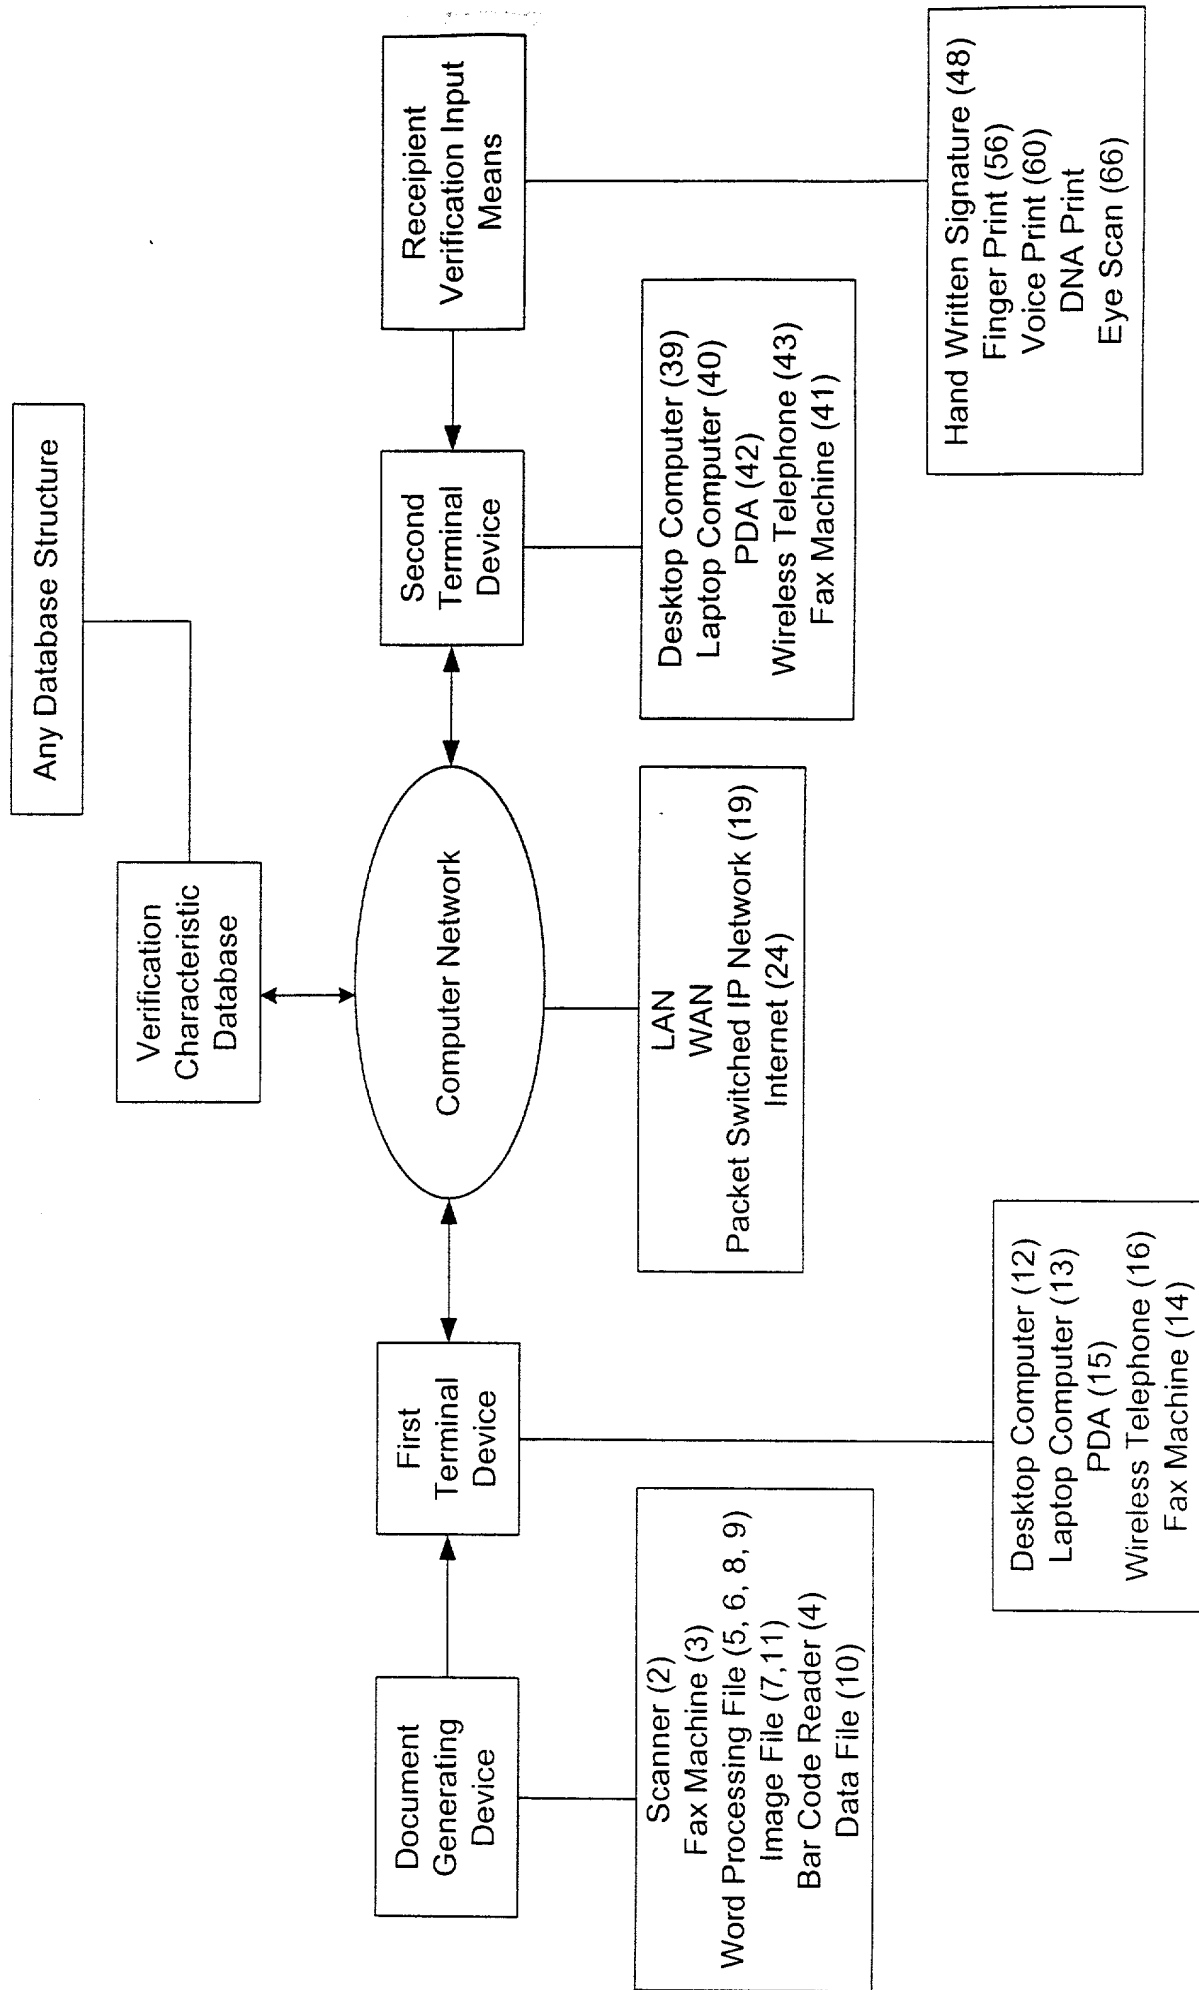 Any Database Structure
Verification
Characteristic
Database
Document
Generating
Device
First
Terminal
Device
Computer Network
Second
Terminal
Device
Receipient
Verification Input
Means
Scanner (2)
Fax Machine (3)
Word Processing File (5, 6, 8, 9)
Image File (7,11)
Bar Code Reader (4)
Data File (10)
Desktop Computer (12)
Laptop Computer (13)
PDA (15)
Wireless Telephone (16)
Fax Machine (14)
LAN
WAN
Packet Switched IP Network (19)
Internet (24)
Desktop Computer (39)
Laptop Computer (40)
PDA (42)
Wireless Telephone (43)
Fax Machine (41)
Hand Written Signature (48)
Finger Print (56)
Voice Print (60)
DNA Print
Eye Scan (66)